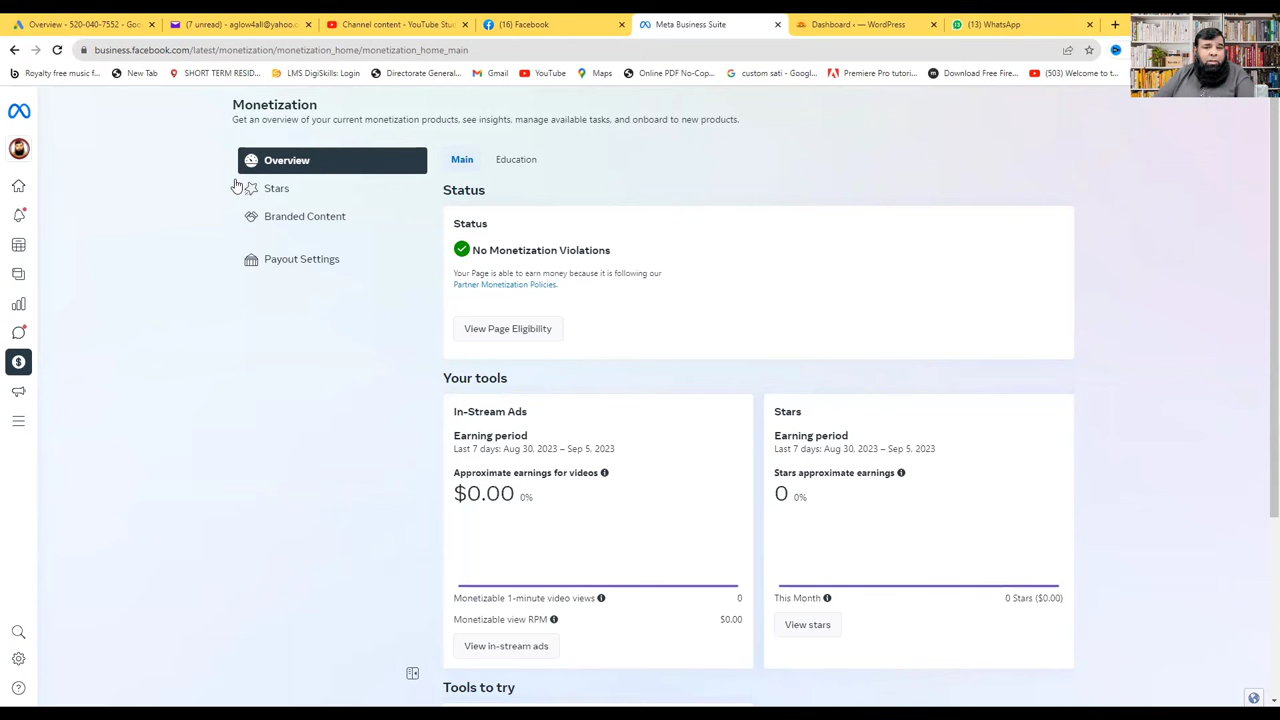 Overview - 520-040-7552 - Goo
(7 unread) - aglow4all@yahoo.c
Channel content - YouTube Stud
(16) Facebook
Meta Business Suite
Dashboard ‹ — WordPress
(13) WhatsApp
business.facebook.com/latest/monetization/monetization_home/monetization_home_main
Royalty free music f...
New Tab
SHORT TERM RESID...
LMS DigiSkills: Login
Directorate General...
Gmail
YouTube
Maps
Online PDF No-Cop...
custom sati - Googl...
Premiere Pro tutori...
Download Free Fire...
(503) Welcome to t...
Monetization
Get an overview of your current monetization products, see insights, manage available tasks, and onboard to new products.
Overview
Stars
Branded Content
Payout Settings
Main
Education
Status
Status
No Monetization Violations
Your Page is able to earn money because it is following our
Partner Monetization Policies.
View Page Eligibility
Your tools
In-Stream Ads
Earning period
Last 7 days: Aug 30, 2023 – Sep 5, 2023
Approximate earnings for videos
$0.00 0%
Monetizable 1-minute video views 0
Monetizable view RPM $0.00
View in-stream ads
Stars
Earning period
Last 7 days: Aug 30, 2023 – Sep 5, 2023
Stars approximate earnings
0 0%
This Month 0 Stars ($0.00)
View stars
Tools to try